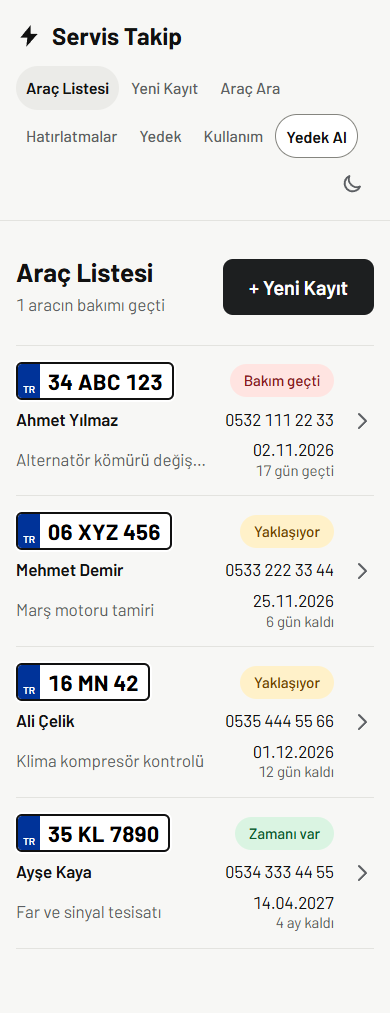 Servis Takip
Araç Listesi Yeni Kayıt Araç Ara
Hatırlatmalar Yedek Kullanım Yedek Al
Araç Listesi
+ Yeni Kayıt
1 aracın bakımı geçti
TR 34 ABC 123 Bakım geçti
Ahmet Yılmaz 0532 111 22 33
Alternatör kömürü değiş... 02.11.2026
17 gün geçti
TR 06 XYZ 456 Yaklaşıyor
Mehmet Demir 0533 222 33 44
Marş motoru tamiri 25.11.2026
6 gün kaldı
TR 16 MN 42 Yaklaşıyor
Ali Çelik 0535 444 55 66
Klima kompresör kontrolü 01.12.2026
12 gün kaldı
TR 35 KL 7890 Zamanı var
Ayşe Kaya 0534 333 44 55
Far ve sinyal tesisatı 14.04.2027
4 ay kaldı